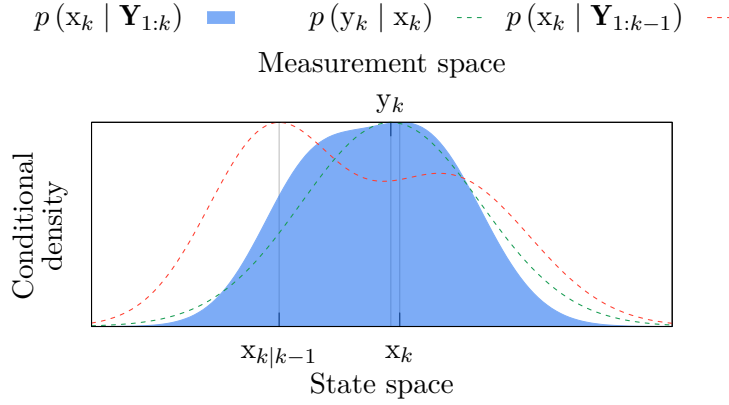 p (x_k | Y_{1:k}) p (y_k | x_k) p (x_k | Y_{1:k−1})
Measurement space
y_k
Conditional
density
x_{k|k−1} x_k
State space